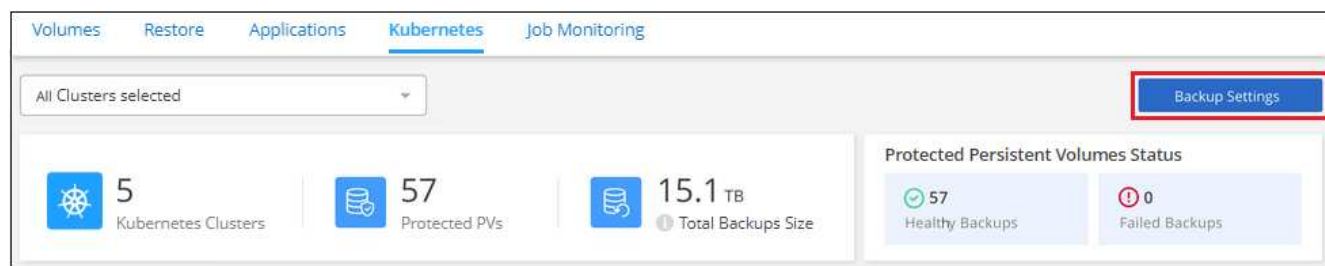 Volumes Restore Applications Kubernetes Job Monitoring
All Clusters selected
Backup Settings
5
Kubernetes Clusters
57
Protected PVs
15.1 TB
Total Backups Size
Protected Persistent Volumes Status
57
Healthy Backups
0
Failed Backups